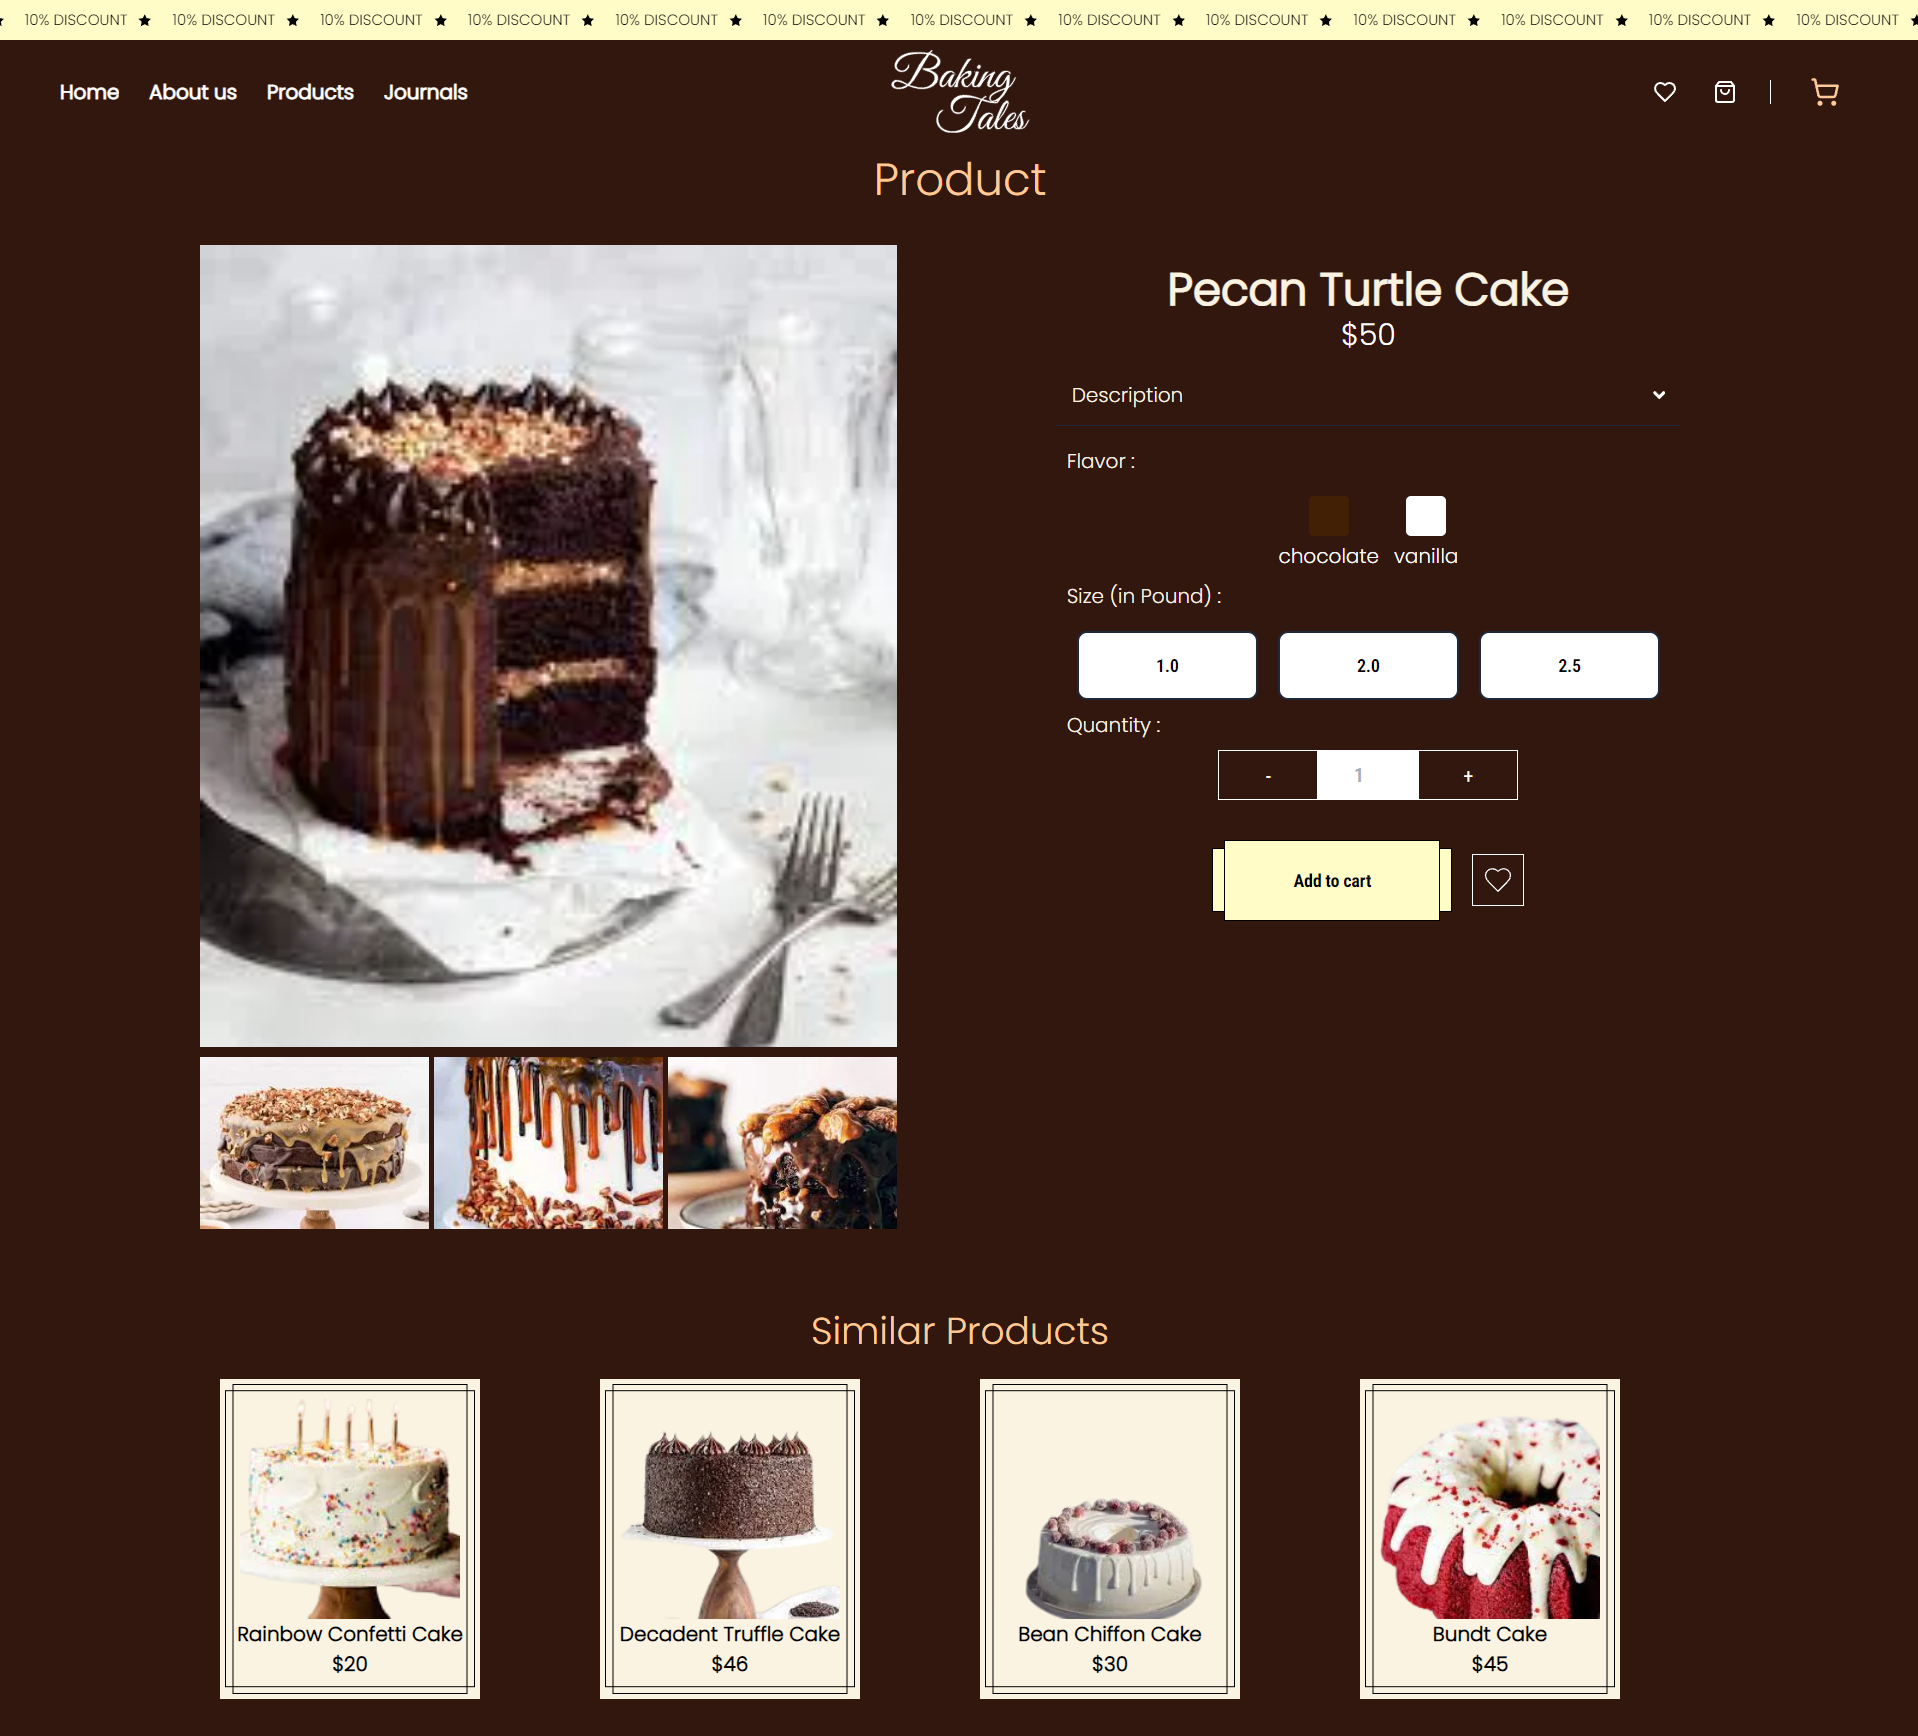 10% DISCOUNT ★ 10% DISCOUNT ★ 10% DISCOUNT ★ 10% DISCOUNT ★ 10% DISCOUNT ★ 10% DISCOUNT ★ 10% DISCOUNT ★ 10% DISCOUNT ★ 10% DISCOUNT ★ 10% DISCOUNT ★ 10% DISCOUNT ★ 10% DISCOUNT ★ 10% DISCOUNT
Home About us Products Journals
Baking
Tales
Product
Pecan Turtle Cake
$50
Description
Flavor :
chocolate vanilla
Size (in Pound) :
1.0 2.0 2.5
Quantity :
- 1 +
Add to cart
Similar Products
Rainbow Confetti Cake
$20
Decadent Truffle Cake
$46
Bean Chiffon Cake
$30
Bundt Cake
$45